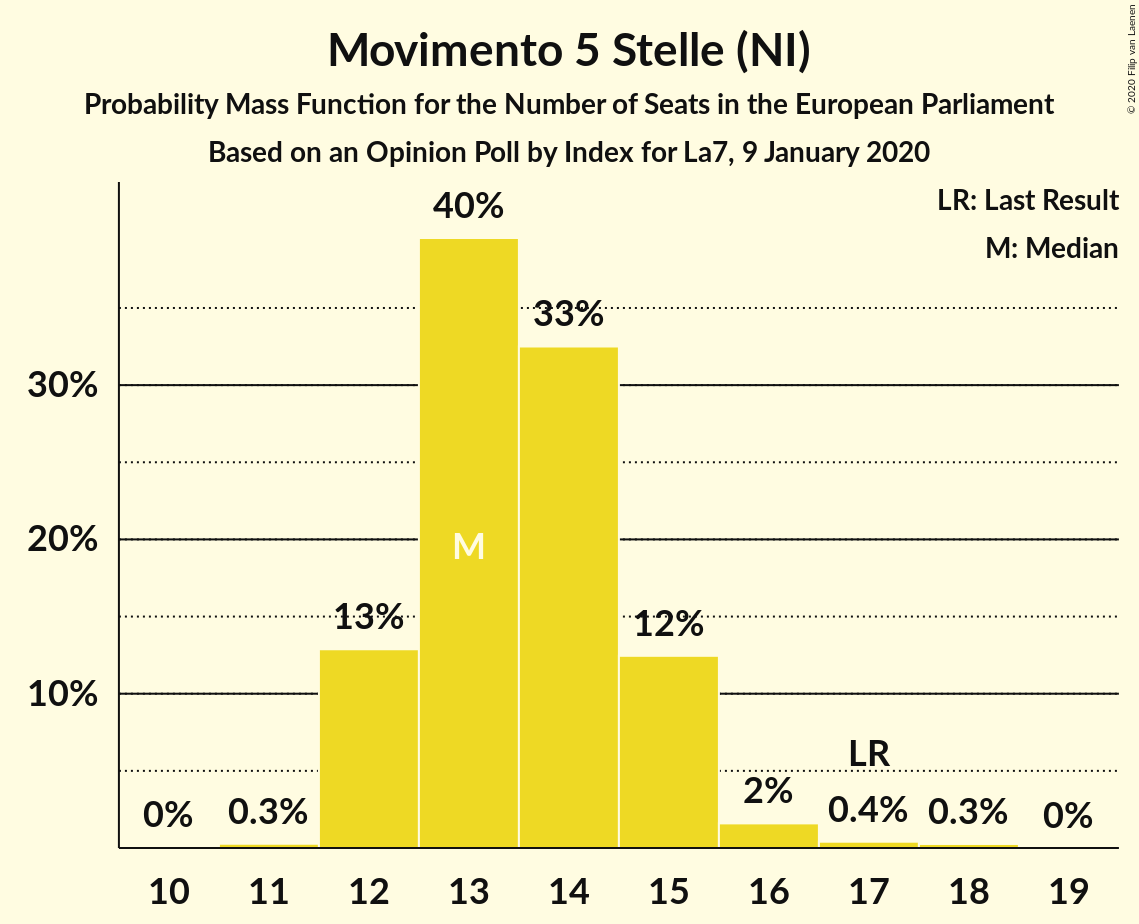 Movimento 5 Stelle (NI)
Probability Mass Function for the Number of Seats in the European Parliament
Based on an Opinion Poll by Index for La7, 9 January 2020
© 2020 Filip van Laenen
LR: Last Result
M: Median
40%
33%
30%
20%
M
13%
12%
10%
LR
0%
0.3%
2%
0.4%
0.3%
0%
10 11 12 13 14 15 16 17 18 19